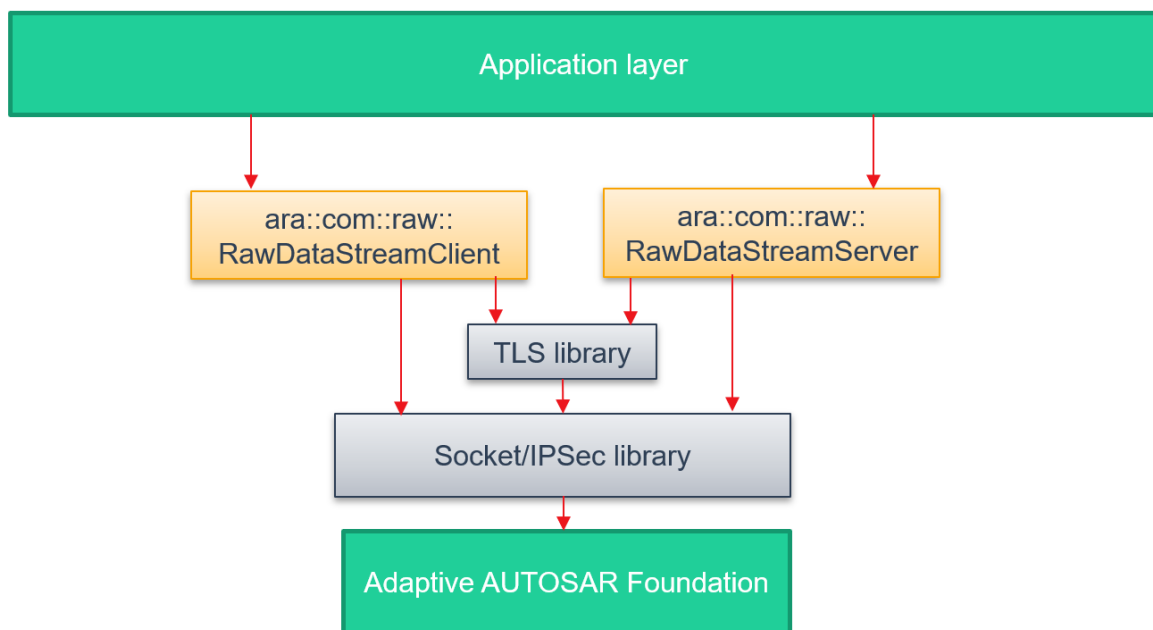 Application layer
ara::com::raw::
RawDataStreamClient
ara::com::raw::
RawDataStreamServer
TLS library
Socket/IPSec library
Adaptive AUTOSAR Foundation